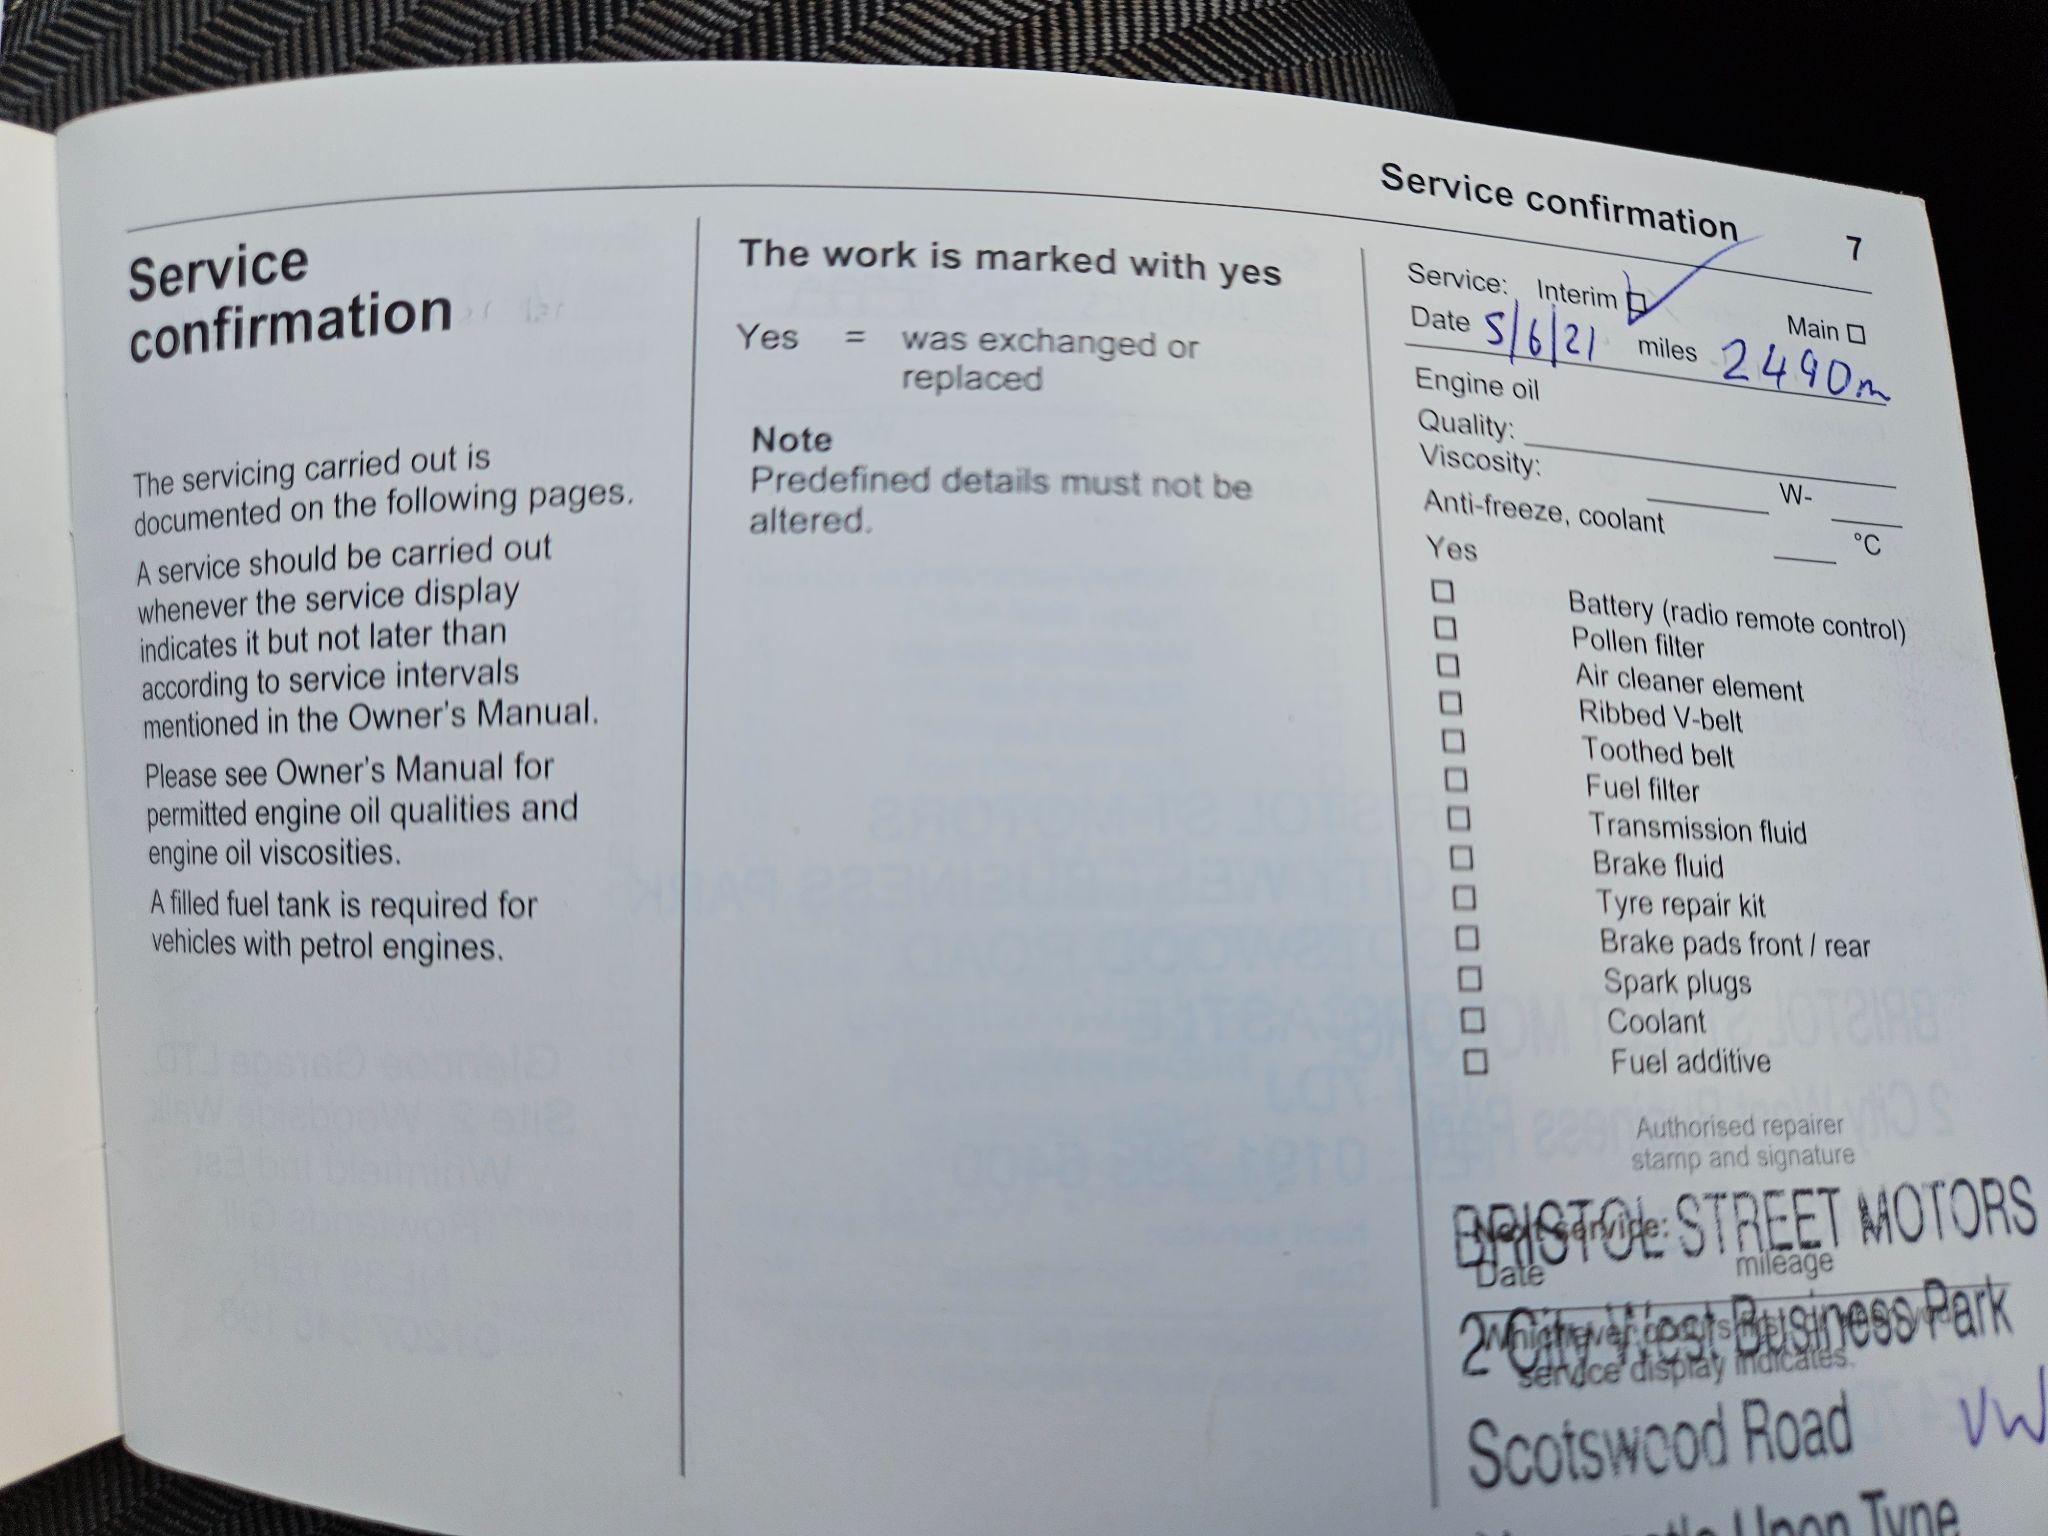 Service confirmation
7
Service
confirmation
The servicing carried out is
documented on the following pages.
A service should be carried out
whenever the service display
indicates it but not later than
according to service intervals
mentioned in the Owner's Manual.
Please see Owner's Manual for
permitted engine oil qualities and
engine oil viscosities.
A filled fuel tank is required for
vehicles with petrol engines.
The work is marked with yes
Yes = was exchanged or
replaced
Note
Predefined details must not be
altered.
Service: Interim Main
Date 5/6/21 miles 2490m
Engine oil
Quality:
Viscosity: W-
Anti-freeze, coolant °C
Yes
Battery (radio remote control)
Pollen filter
Air cleaner element
Ribbed V-belt
Toothed belt
Fuel filter
Transmission fluid
Brake fluid
Tyre repair kit
Brake pads front / rear
Spark plugs
Coolant
Fuel additive
Authorised repairer
stamp and signature
BRISTOL STREET MOTORS
Next service:
Date mileage
2 City West Business Park
Whichever occurs first,
service display indicates.
Scotswood Road
VW
Upon Tyne